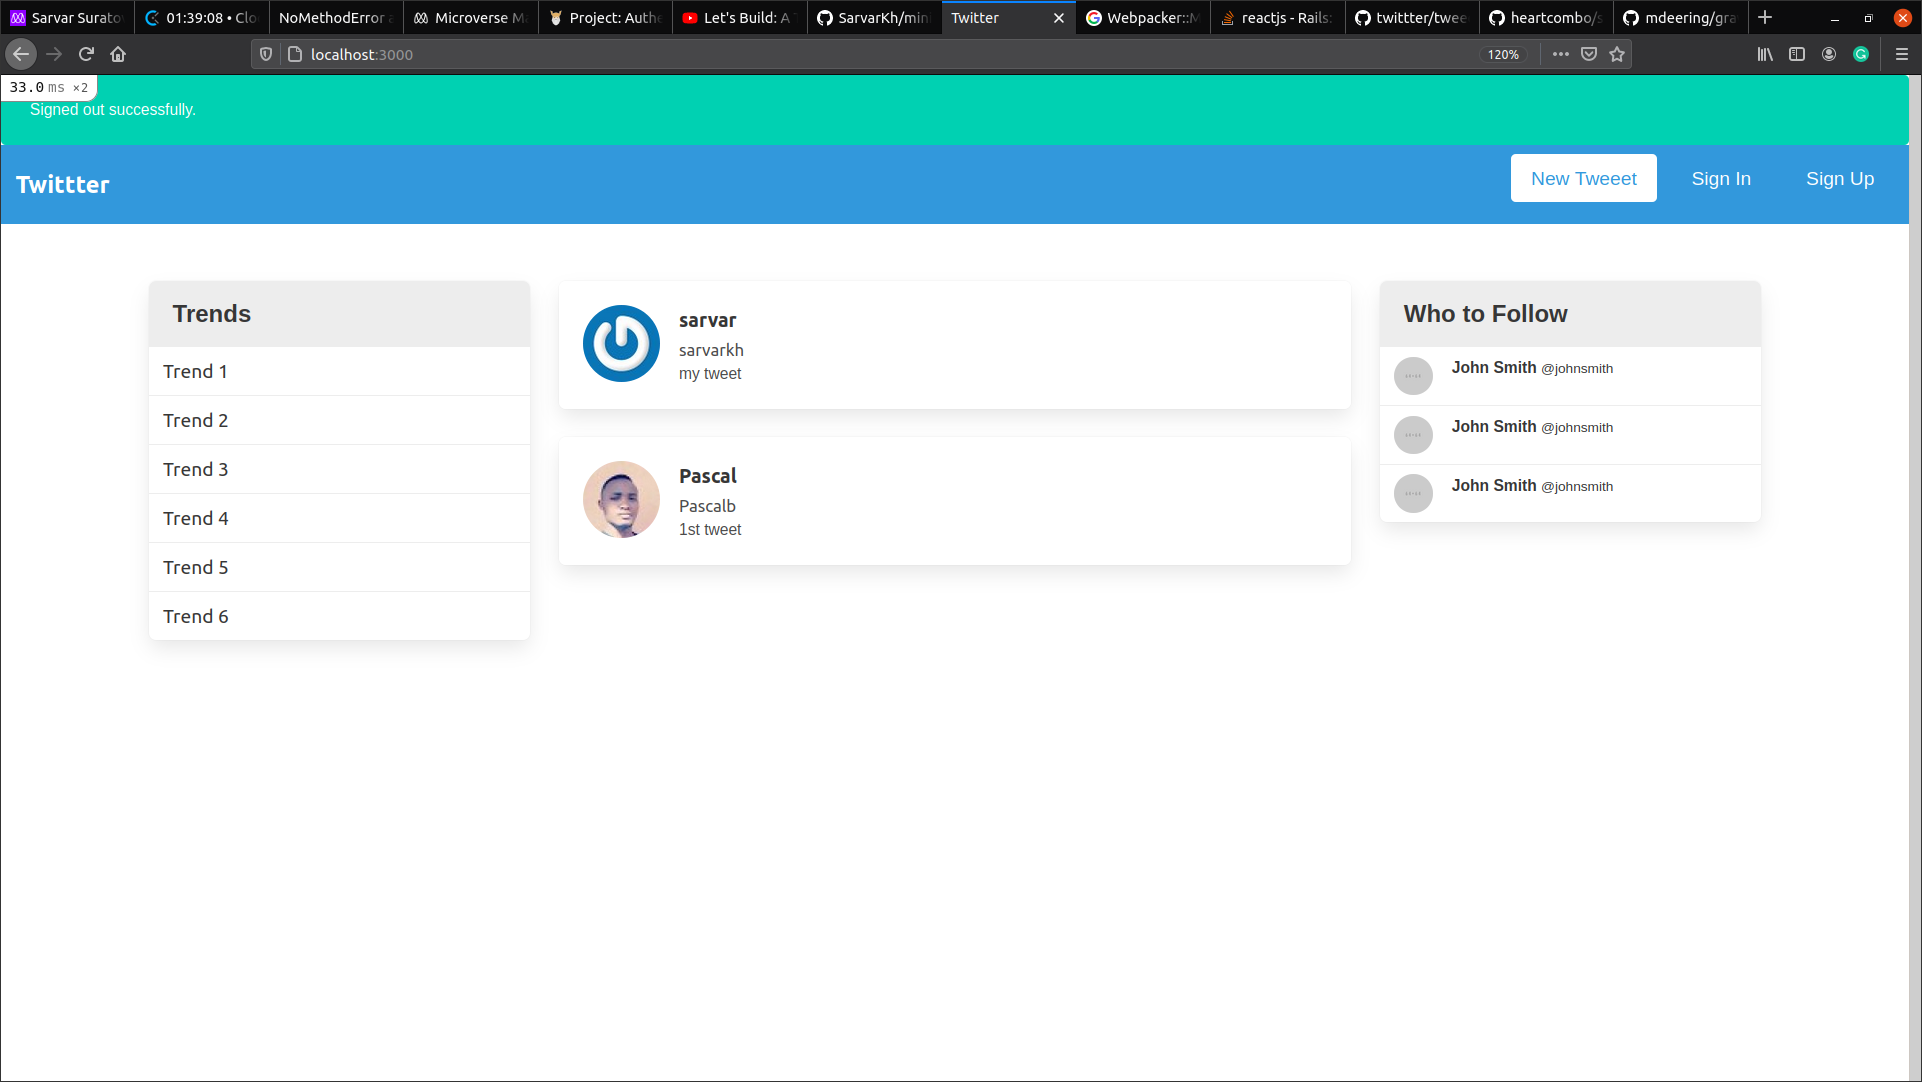 Sarvar Surato
01:39:08 • Clo
NoMethodError a
Microverse Ma
Project: Authe
Let's Build: A T
SarvarKh/mini
Twitter
Webpacker::M
reactjs - Rails:
twittter/twee
heartcombo/s
mdeering/gra
localhost:3000
120%
33.0 ms ×2
Signed out successfully.
Twittter
New Tweeet
Sign In
Sign Up
Trends
Trend 1
Trend 2
Trend 3
Trend 4
Trend 5
Trend 6
sarvar
sarvarkh
my tweet
Pascal
Pascalb
1st tweet
Who to Follow
John Smith @johnsmith
John Smith @johnsmith
John Smith @johnsmith